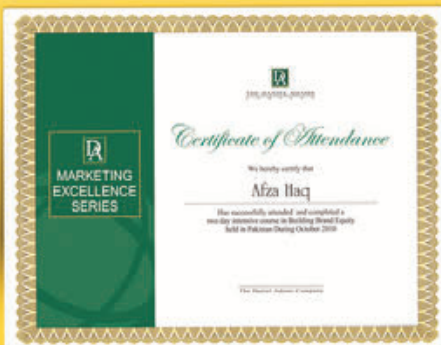 DA
MARKETING
EXCELLENCE
SERIES
DA
Certificate of Attendance
We hereby certify that
Afza Haq
Has successfully attended and completed a
two day intensive course in Building Brand Equity
held in Pakistan During October 2010
The Daniel Adams Company